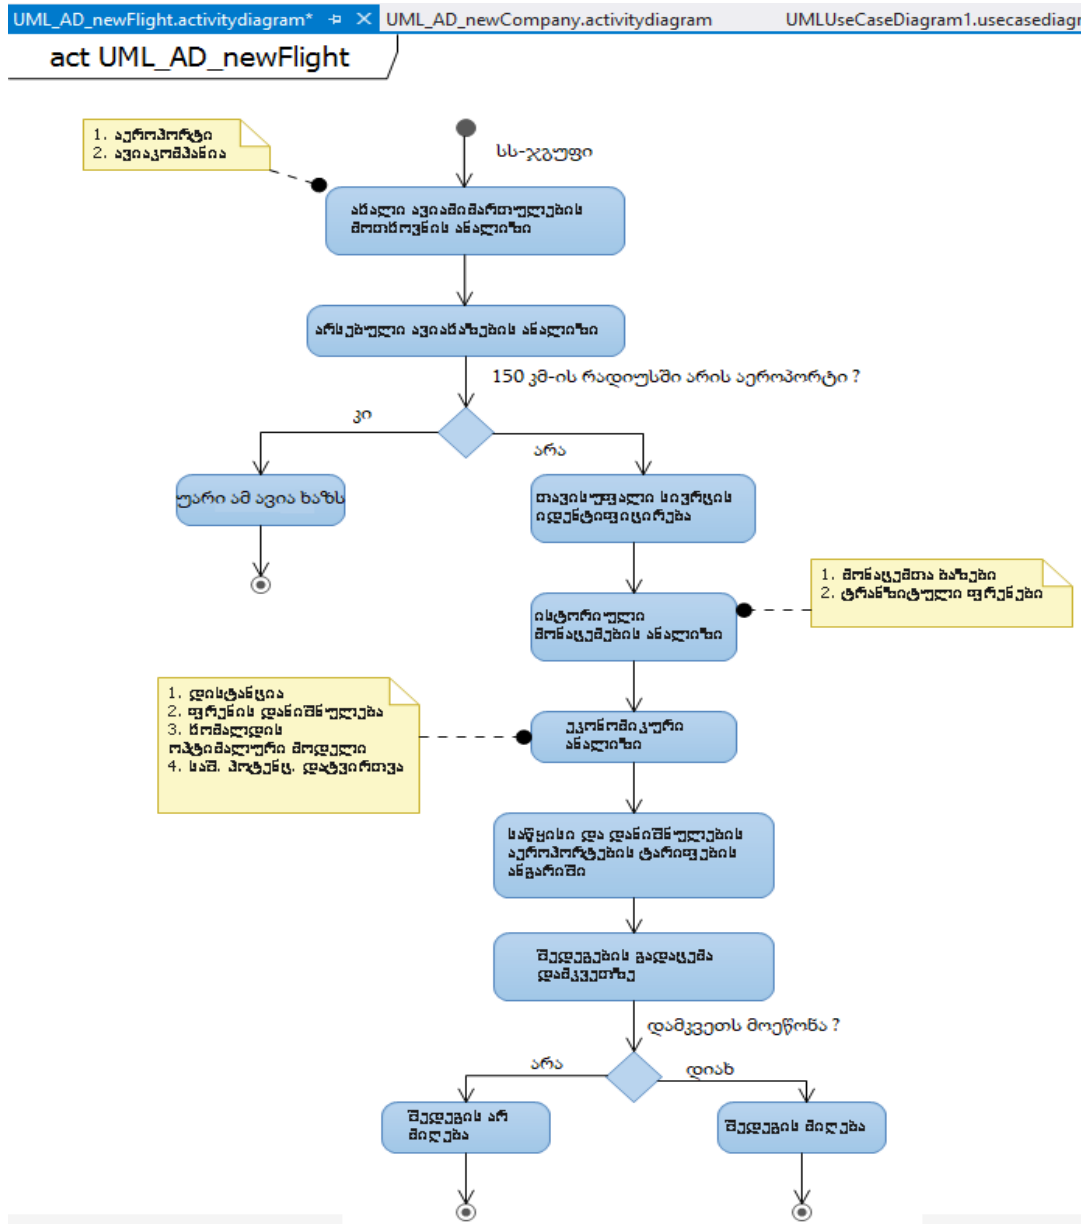 UML_AD_newFlight.activitydiagram*
UML_AD_newCompany.activitydiagram
UMLUseCaseDiagram1.usecasediagr
act UML_AD_newFlight
1. აეროპორტი
2. ავიაკომპანია
სს-ჯგუფი
ახალი ავიამიმართულების
მოთხოვნის ანალიზი
არსებული ავიახაზების ანალიზი
150 კმ-ის რადიუსში არის აეროპორტი ?
კი
არა
უარი ამ ავია ხაზს
თავისუფალი სივრცის
იდენტიფიცირება
1. მონაცემთა ბაზები
2. ტრანზიტული ფრენები
ისტორიული
მონაცემების ანალიზი
1. დისტანცია
2. ფრენის დანიშნულება
3. ხომალდის
ოპტიმალური მოდელი
4. საშ. პოტენც. დატვირთვა
ეკონომიკური
ანალიზი
საწყისი და დანიშნულების
აეროპორტების ტარიფების
ანგარიში
შედეგების გადაცემა
დამკვეთზე
დამკვეთს მოეწონა ?
არა
დიახ
შედეგის არ
მიღება
შედეგის მიღება